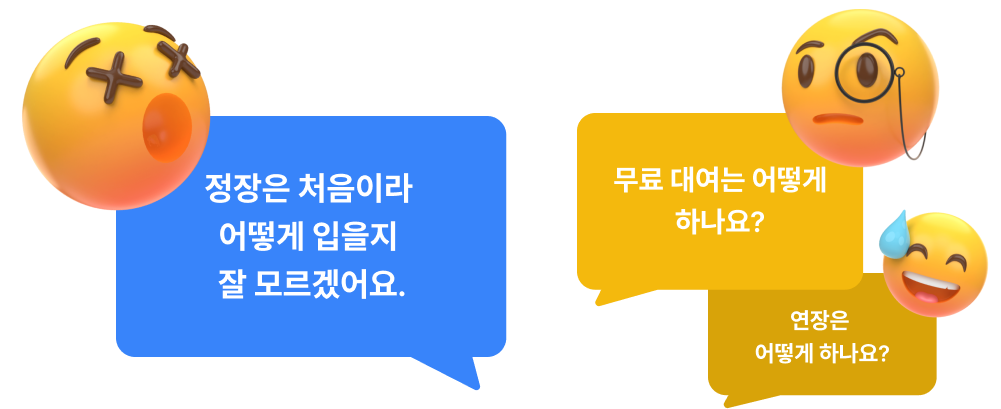 정장은 처음이라
어떻게 입을지
잘 모르겠어요.
무료 대여는 어떻게
하나요?
연장은
어떻게 하나요?